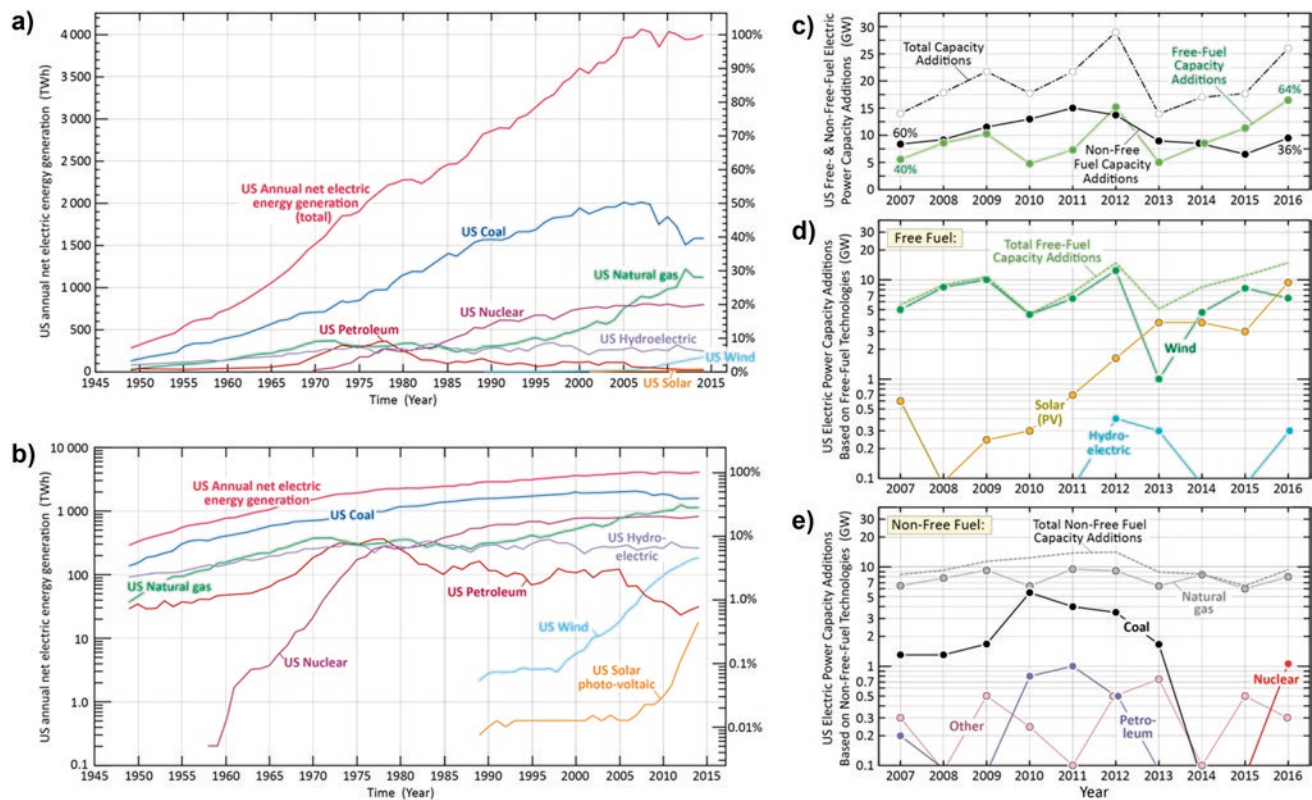 a)
US annual net electric energy generation (TWh)
4 000
3 500
3 000
2 500
2 000
1 500
1 000
500
0
100%
90%
80%
70%
60%
50%
40%
30%
20%
10%
0%
US Annual net electric
energy generation
(total)
US Coal
US Natural gas
US Nuclear
US Petroleum
US Hydroelectric
US Wind
US Solar
1945 1950 1955 1960 1965 1970 1975 1980 1985 1990 1995 2000 2005 2010 2015
Time (Year)
b)
US annual net electric energy generation (TWh)
10 000
1 000
100
10
1.0
0.1
100%
10%
1.0%
0.1%
0.01%
US Annual net electric
energy generation
US Coal
US Hydro-
electric
US Natural gas
US Petroleum
US Wind
US Nuclear
US Solar
photo-voltaic
1945 1950 1955 1960 1965 1970 1975 1980 1985 1990 1995 2000 2005 2010 2015
Time (Year)
c)
US Free- & Non-Free-Fuel Electric
Power Capacity Additions (GW)
30
25
20
15
10
5
0
Total Capacity
Additions
Free-Fuel
Capacity
Additions
64%
60%
40%
Non-Free
Fuel Capacity
Additions
36%
2007 2008 2009 2010 2011 2012 2013 2014 2015 2016
d)
US Electric Power Capacity Additions
Based on Free-Fuel Technologies (GW)
Free Fuel:
30
20
10
7
5
3
2
1
0.7
0.5
0.3
0.2
0.1
Total Free-Fuel
Capacity Additions
Wind
Solar
(PV)
Hydro-
electric
2007 2008 2009 2010 2011 2012 2013 2014 2015 2016
e)
US Electric Power Capacity Additions
Based on Non-Free-Fuel Technologies (GW)
Non-Free Fuel:
30
20
10
7
5
3
2
1
0.7
0.5
0.3
0.2
0.1
Total Non-Free Fuel
Capacity Additions
Natural
gas
Coal
Nuclear
Other
Petro-
leum
2007 2008 2009 2010 2011 2012 2013 2014 2015 2016
Year